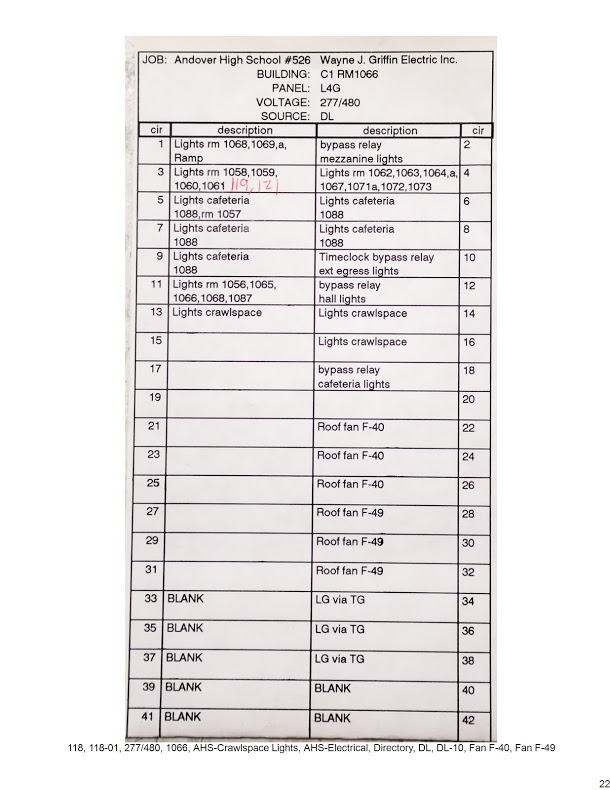 JOB: Andover High School #526 Wayne J. Griffin Electric Inc.
BUILDING: C1 RM1066
PANEL: L4G
VOLTAGE: 277/480
SOURCE: DL
cir description description cir
1 Lights rm 1068,1069,a, bypass relay 2
Ramp mezzanine lights
3 Lights rm 1058,1059, Lights rm 1062,1063,1064,a, 4
1060,1061 119,121 1067,1071a,1072,1073
5 Lights cafeteria Lights cafeteria 6
1088,rm 1057 1088
7 Lights cafeteria Lights cafeteria 8
1088 1088
9 Lights cafeteria Timeclock bypass relay 10
1088 ext egress lights
11 Lights rm 1056,1065, bypass relay 12
1066,1068,1087 hall lights
13 Lights crawlspace Lights crawlspace 14
15 Lights crawlspace 16
17 bypass relay 18
cafeteria lights
19 20
21 Roof fan F-40 22
23 Roof fan F-40 24
25 Roof fan F-40 26
27 Roof fan F-49 28
29 Roof fan F-49 30
31 Roof fan F-49 32
33 BLANK LG via TG 34
35 BLANK LG via TG 36
37 BLANK LG via TG 38
39 BLANK BLANK 40
41 BLANK BLANK 42
118, 118-01, 277/480, 1066, AHS-Crawlspace Lights, AHS-Electrical, Directory, DL, DL-10, Fan F-40, Fan F-49
22